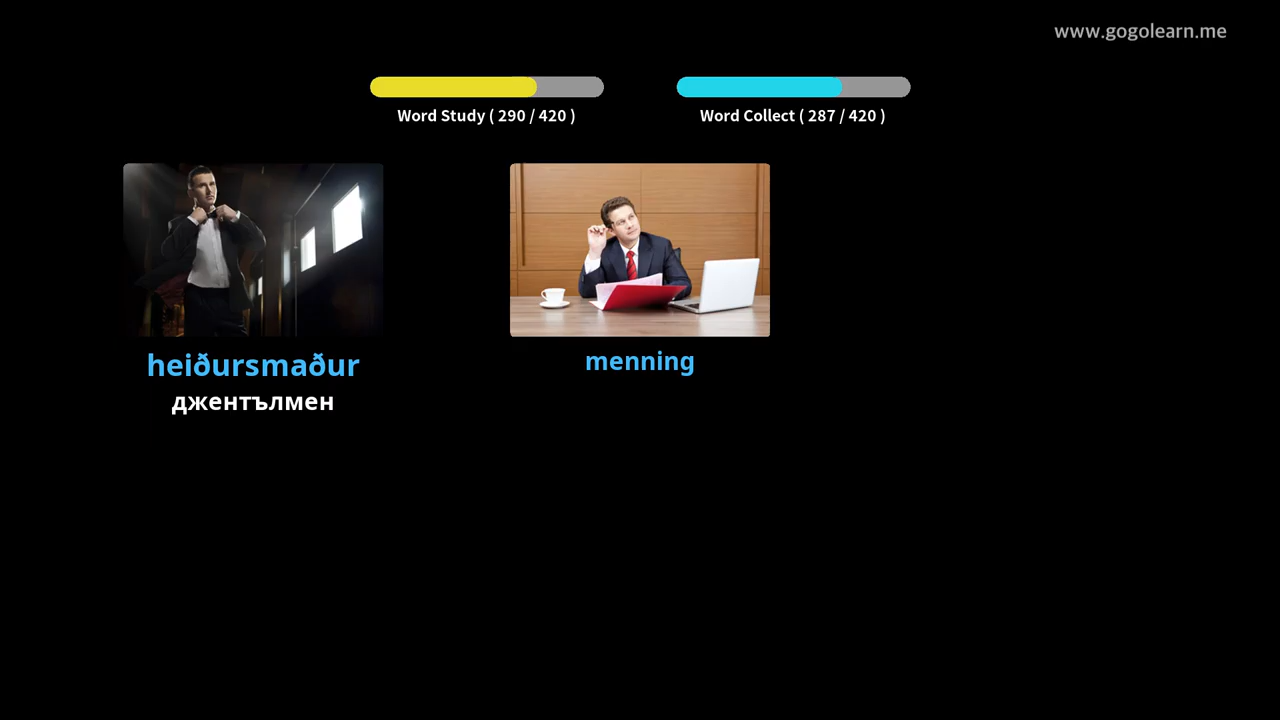 www.gogolearn.me
Word Study ( 290 / 420 )
Word Collect ( 287 / 420 )
heiðursmaður
джентълмен
menning